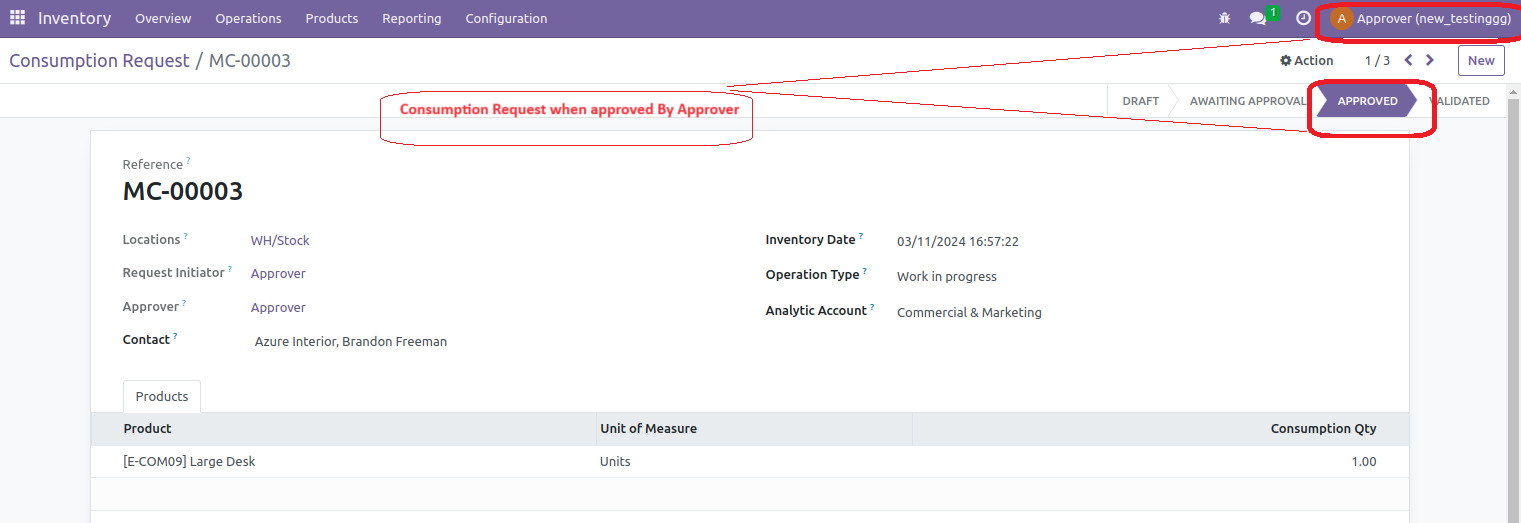 Inventory Overview Operations Products Reporting Configuration 1 A Approver (new_testinggg)
Consumption Request / MC-00003 Action 1 / 3 New
Consumption Request when approved By Approver
DRAFT AWAITING APPROVAL APPROVED VALIDATED
Reference ?
MC-00003
Locations ? WH/Stock Inventory Date ? 03/11/2024 16:57:22
Request Initiator ? Approver Operation Type ? Work in progress
Approver ? Approver Analytic Account ? Commercial & Marketing
Contact ? Azure Interior, Brandon Freeman
Products
Product Unit of Measure Consumption Qty
[E-COM09] Large Desk Units 1.00